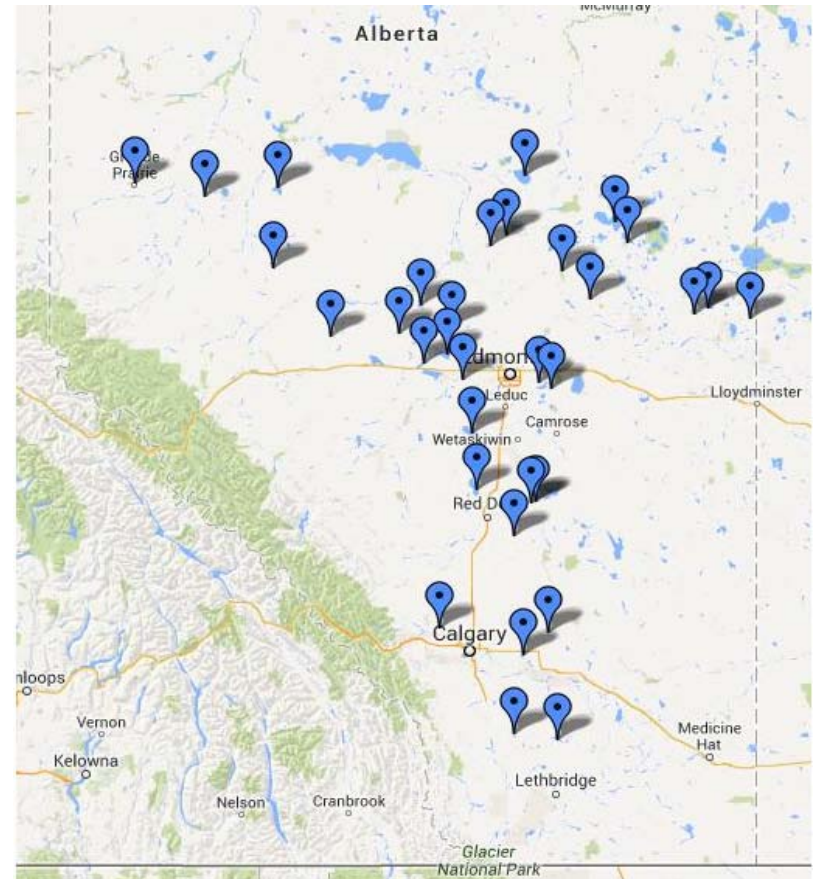 McMurray
Alberta
Prairie
Lloydminster
Leduc
Camrose
Wetaskiwin
Red D
Calgary
nloops
Vernon
Kelowna
Medicine
Hat
Lethbridge
Nelson
Cranbrook
Glacier
National Park